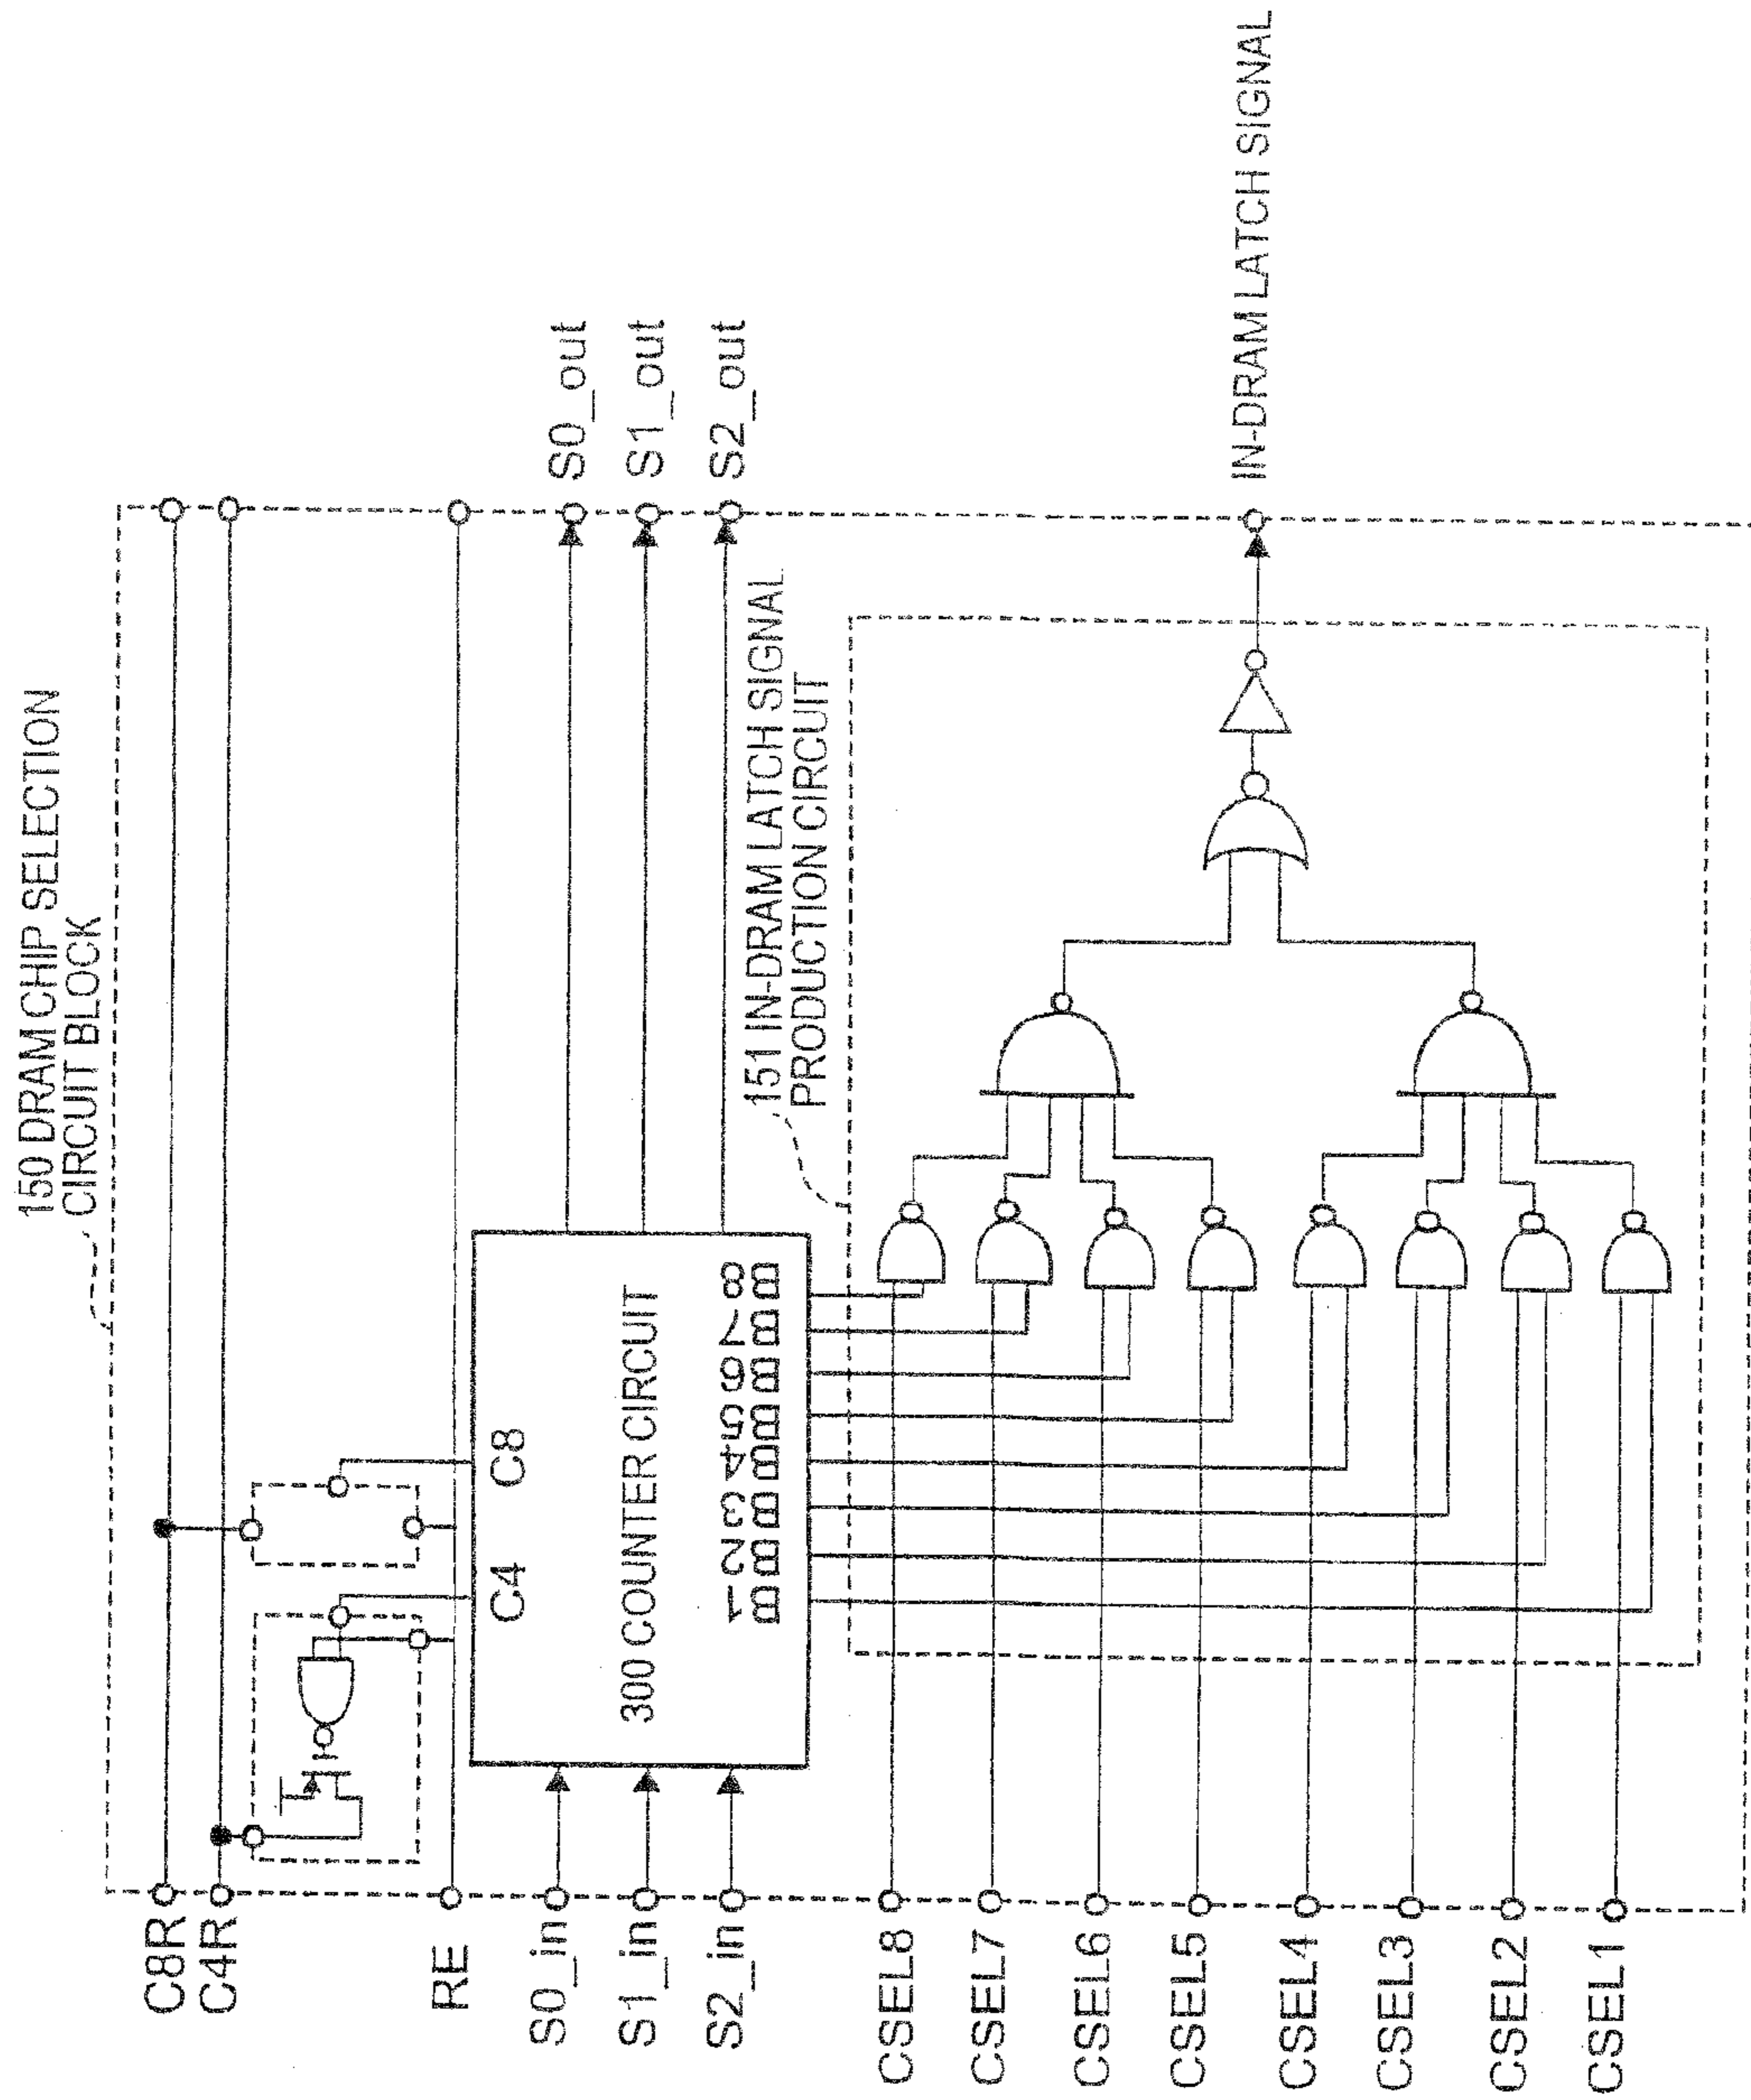 150 DRAM CHIP SELECTION
CIRCUIT BLOCK
C8R
C4R
RE
S0_in
S1_in
S2_in
C4
C8
300 COUNTER CIRCUIT
B1
B2
B3
B4
B5
B6
B7
B8
S0_out
S1_out
S2_out
151 IN-DRAM LATCH SIGNAL
PRODUCTION CIRCUIT
CSEL8
CSEL7
CSEL6
CSEL5
CSEL4
CSEL3
CSEL2
CSEL1
IN-DRAM LATCH SIGNAL